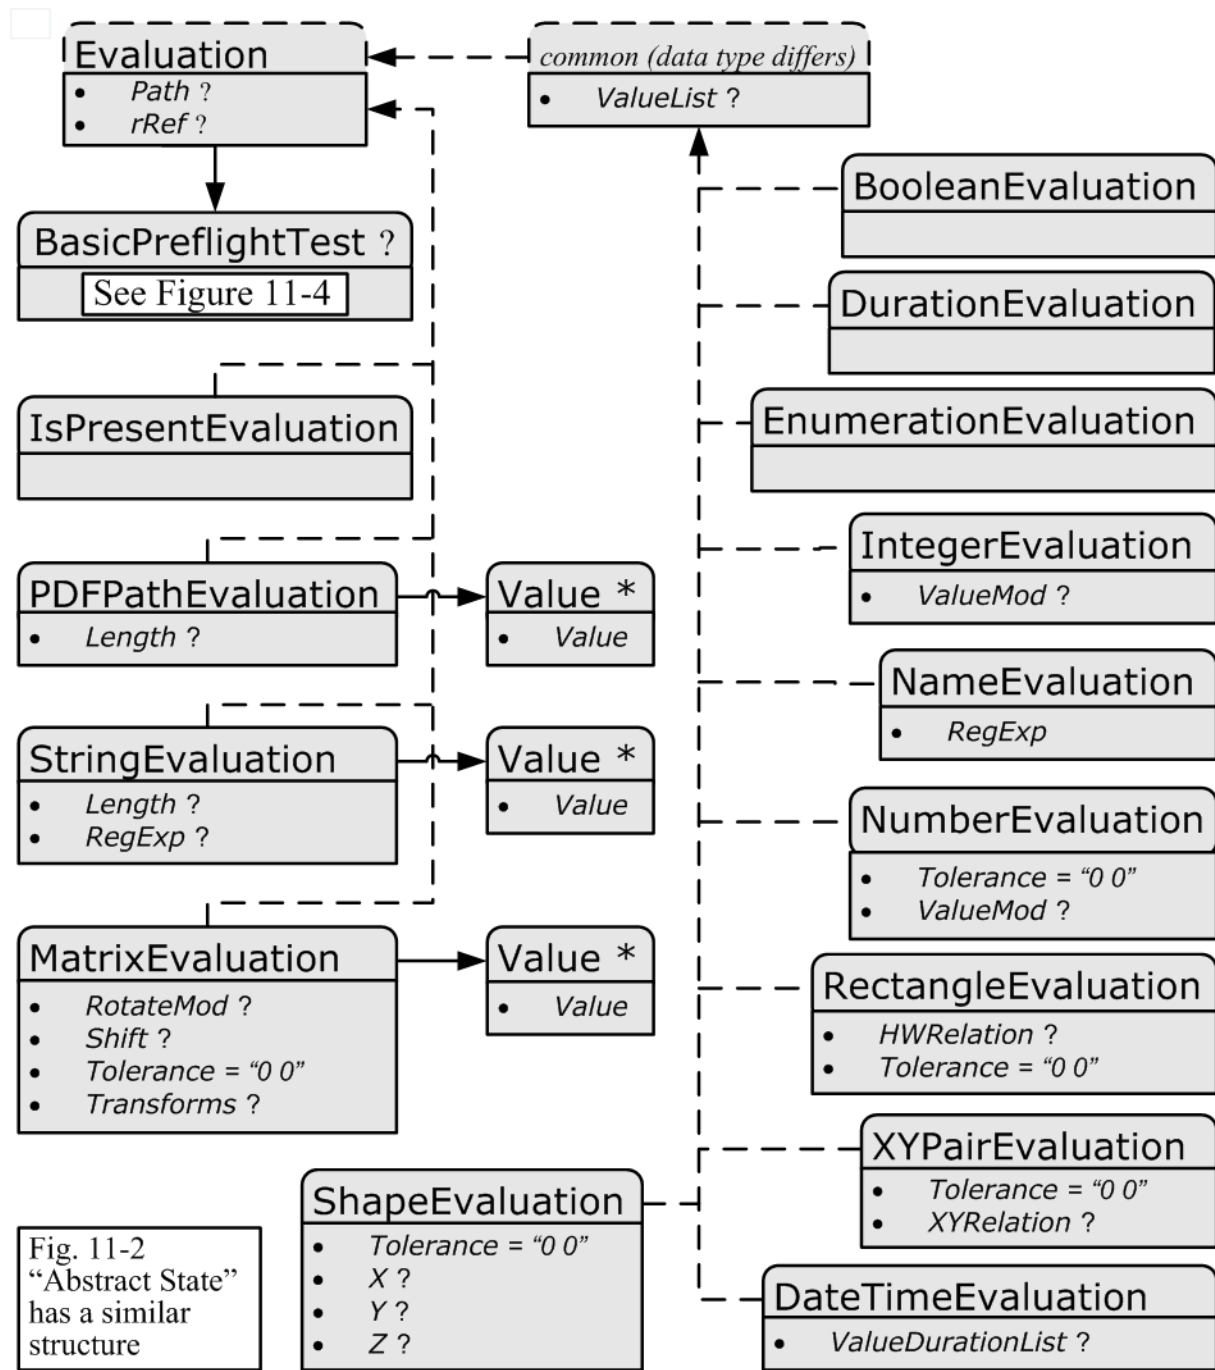 Evaluation
• Path ?
• rRef ?
common (data type differs)
• ValueList ?
BasicPreflightTest ?
See Figure 11-4
IsPresentEvaluation
PDFPathEvaluation
• Length ?
Value *
• Value
StringEvaluation
• Length ?
• RegExp ?
Value *
• Value
MatrixEvaluation
• RotateMod ?
• Shift ?
• Tolerance = “0 0”
• Transforms ?
Value *
• Value
BooleanEvaluation
DurationEvaluation
EnumerationEvaluation
IntegerEvaluation
• ValueMod ?
NameEvaluation
• RegExp
NumberEvaluation
• Tolerance = “0 0”
• ValueMod ?
RectangleEvaluation
• HWRelation ?
• Tolerance = “0 0”
XYPairEvaluation
• Tolerance = “0 0”
• XYRelation ?
DateTimeEvaluation
• ValueDurationList ?
ShapeEvaluation
• Tolerance = “0 0”
• X ?
• Y ?
• Z ?
Fig. 11-2
“Abstract State”
has a similar
structure